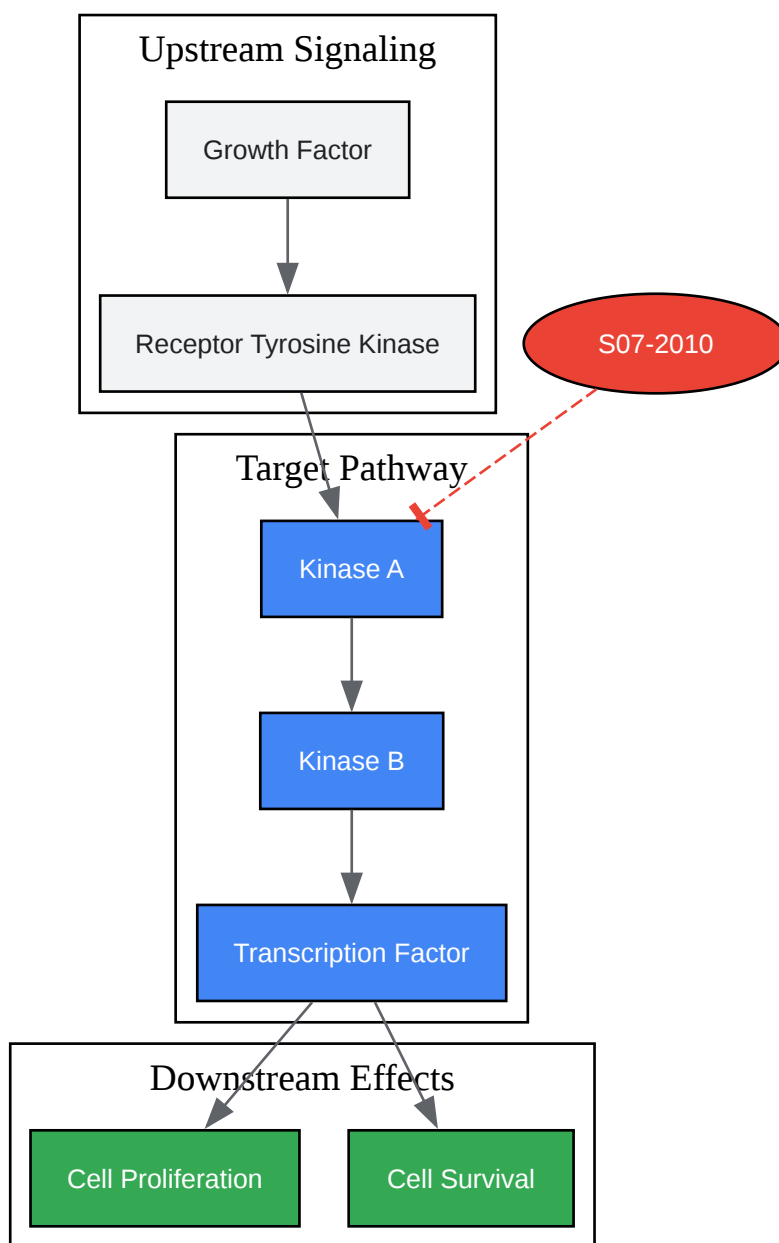 Upstream Signaling
Growth Factor
Receptor Tyrosine Kinase
S07-2010
Target Pathway
Kinase A
Kinase B
Transcription Factor
Downstream Effects
Cell Proliferation
Cell Survival